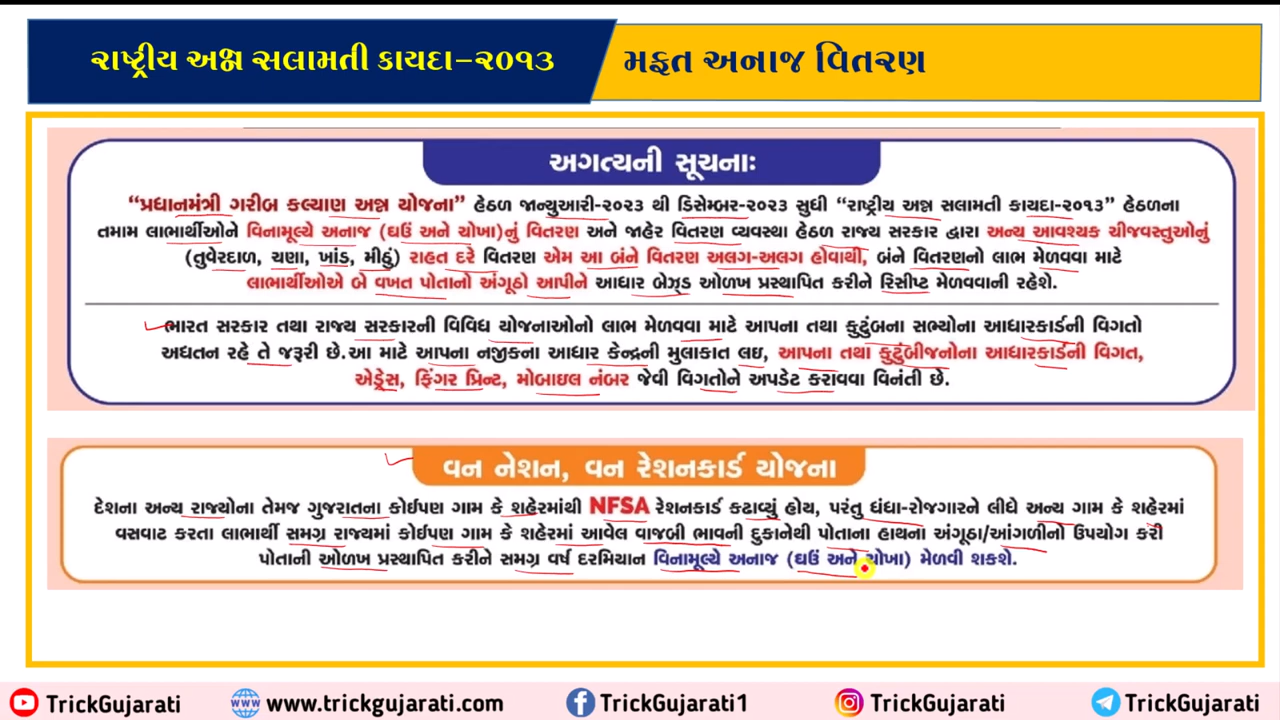 રાષ્ટ્રીય અન્ન સલામતી કાયદા-૨૦૧૩
મફત અનાજ વિતરણ
અગત્યની સૂચનાઃ
“પ્રધાનમંત્રી ગરીબ કલ્યાણ અન્ન યોજના” હેઠળ જાન્યુઆરી-૨૦૨૩ થી ડિસેમ્બર-૨૦૨૩ સુધી “રાષ્ટ્રીય અન્ન સલામતી કાયદા-૨૦૧૩” હેઠળના
તમામ લાભાર્થીઓને વિનામૂલ્યે અનાજ (ઘઉં અને ચોખા)નું વિતરણ અને જાહેર વિતરણ વ્યવસ્થા હેઠળ રાજ્ય સરકાર દ્વારા અન્ય આવશ્યક ચીજવસ્તુઓનું
(તુવેરદાળ, ચણા, ખાંડ, મીઠું) રાહત દરે વિતરણ એમ આ બંને વિતરણ અલગ-અલગ હોવાથી, બંને વિતરણનો લાભ મેળવવા માટે
લાભાર્થીઓએ બે વખત પોતાનો અંગૂઠો આપીને આધાર બેઝ્ડ ઓળખ પ્રસ્થાપિત કરીને રિસીપ્ટ મેળવવાની રહેશે.
ભારત સરકાર તથા રાજ્ય સરકારની વિવિધ યોજનાઓનો લાભ મેળવવા માટે આપના તથા કુટુંબના સભ્યોના આધારકાર્ડની વિગતો
અદ્યતન રહે તે જરૂરી છે.આ માટે આપના નજીકના આધાર કેન્દ્રની મુલાકાત લઇ, આપના તથા કુટુંબીજનોના આધારકાર્ડની વિગત,
એડ્રેસ, ફિંગર પ્રિન્ટ, મોબાઇલ નંબર જેવી વિગતોને અપડેટ કરાવવા વિનંતી છે.
વન નેશન, વન રેશનકાર્ડ યોજના
દેશના અન્ય રાજ્યોના તેમજ ગુજરાતના કોઈપણ ગામ કે શહેરમાંથી NFSA રેશનકાર્ડ કઢાવ્યું હોય, પરંતુ ધંધા-રોજગારને લીધે અન્ય ગામ કે શહેરમાં
વસવાટ કરતા લાભાર્થી સમગ્ર રાજ્યમાં કોઈપણ ગામ કે શહેરમાં આવેલ વાજબી ભાવની દુકાનેથી પોતાના હાથના અંગૂઠા/આંગળીનો ઉપયોગ કરી
પોતાની ઓળખ પ્રસ્થાપિત કરીને સમગ્ર વર્ષ દરમિયાન વિનામૂલ્યે અનાજ (ઘઉં અને ચોખા) મેળવી શકશે.
TrickGujarati
www.trickgujarati.com
TrickGujarati1
TrickGujarati
TrickGujarati